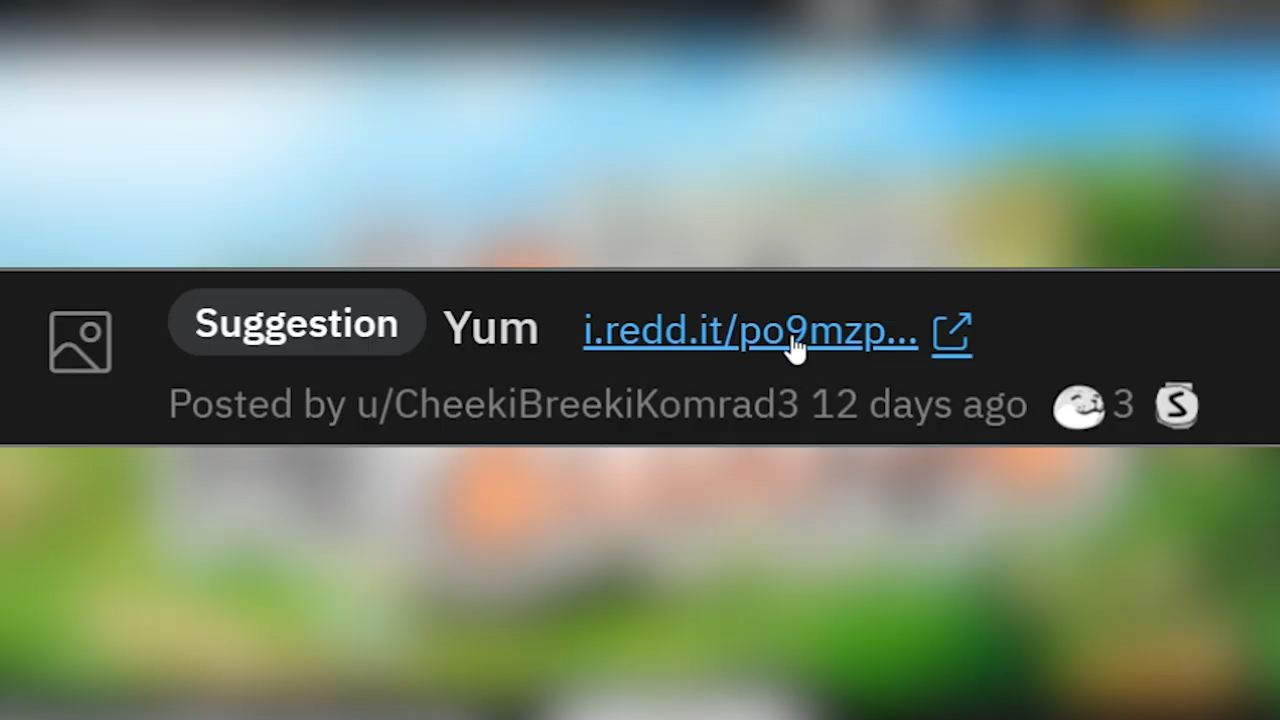 Suggestion Yum i.redd.it/po9mzp...
Posted by u/CheekiBreekiKomrad3 12 days ago 3 S